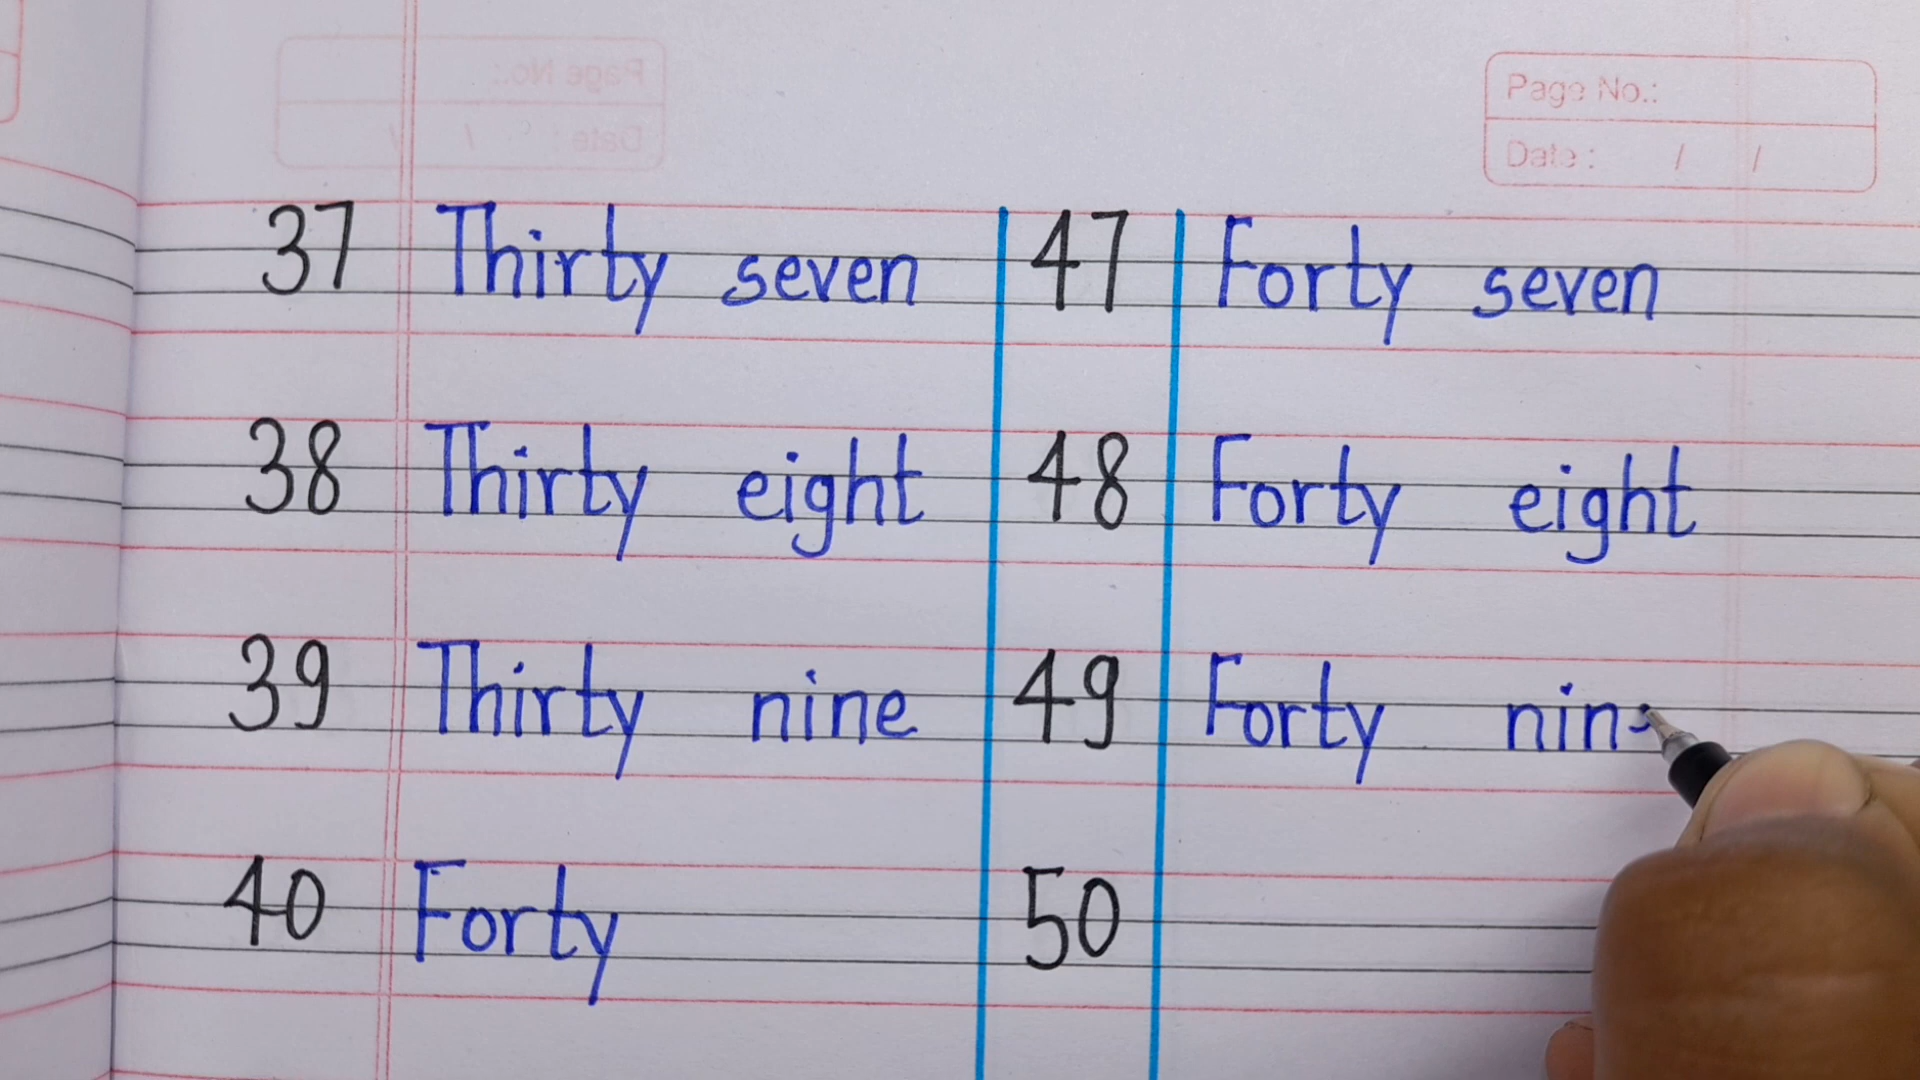 Page No.:
Date : / /
37 Thirty seven 47 Forty seven
38 Thirty eight 48 Forty eight
39 Thirty nine 49 Forty nin
40 Forty 50